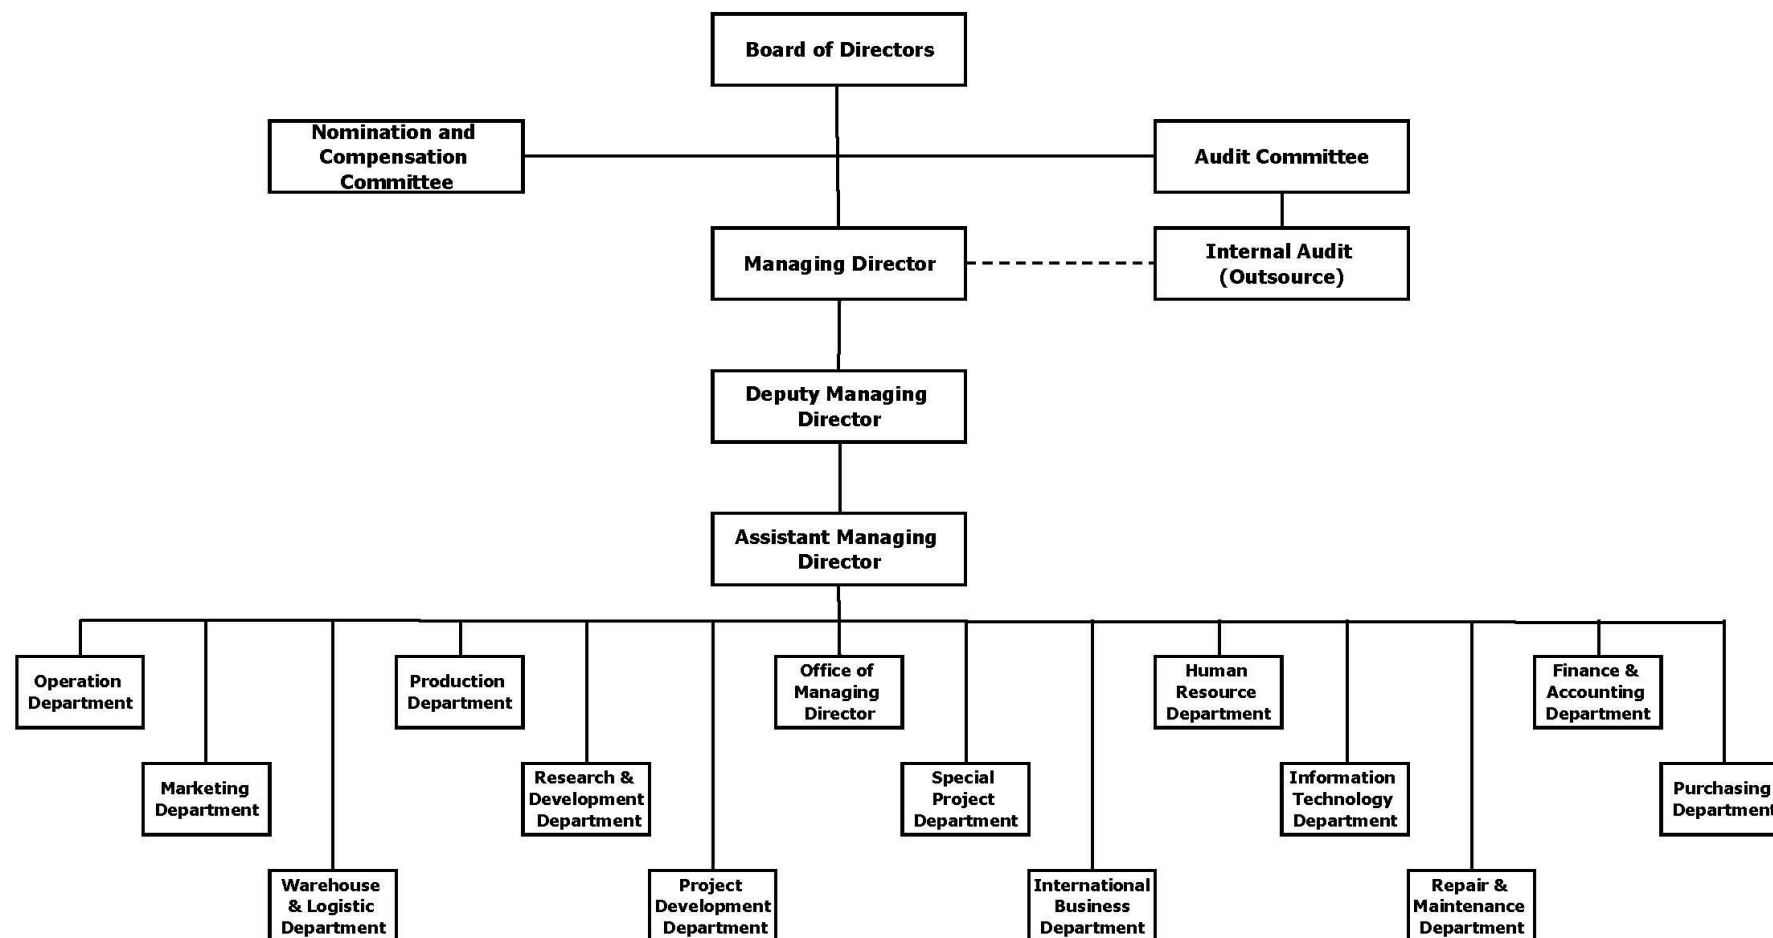 Board of Directors
Nomination and
Compensation
Committee
Audit Committee
Managing Director
Internal Audit
(Outsource)
Deputy Managing
Director
Assistant Managing
Director
Operation
Department
Production
Department
Office of
Managing
Director
Human
Resource
Department
Finance &
Accounting
Department
Marketing
Department
Research &
Development
Department
Special
Project
Department
Information
Technology
Department
Purchasing
Department
Warehouse
& Logistic
Department
Project
Development
Department
International
Business
Department
Repair &
Maintenance
Department